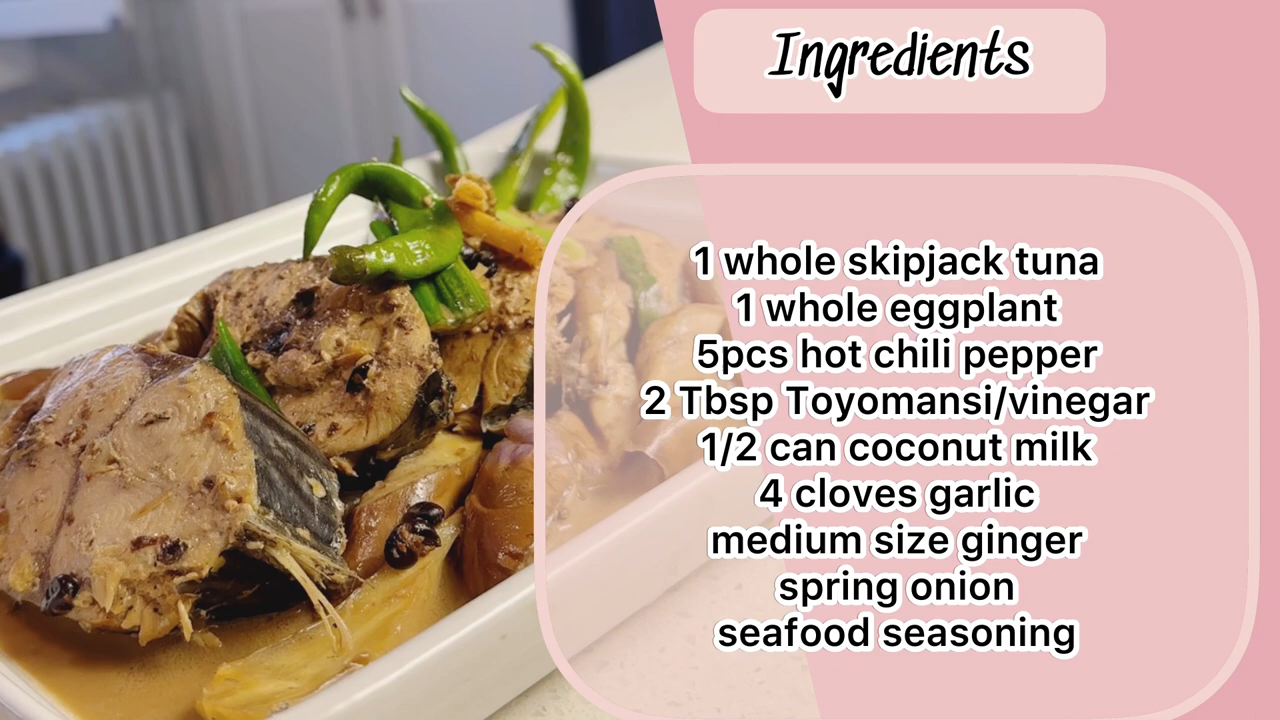 Ingredients
1 whole skipjack tuna
1 whole eggplant
5pcs hot chili pepper
2 Tbsp Toyomansi/vinegar
1/2 can coconut milk
4 cloves garlic
medium size ginger
spring onion
seafood seasoning